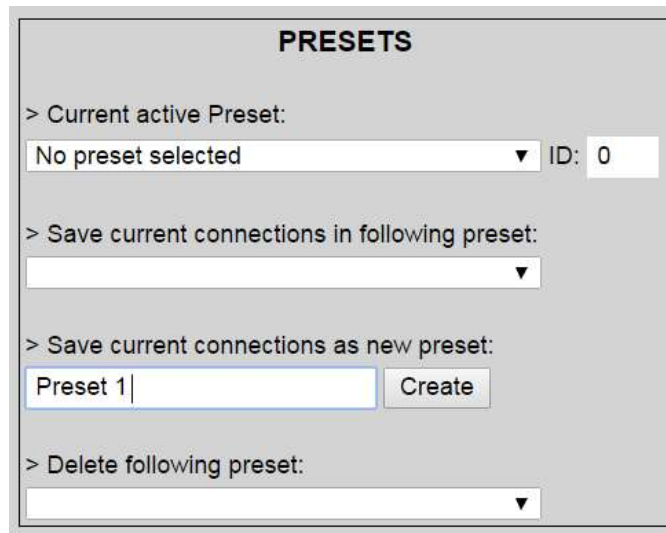 PRESETS
> Current active Preset:
No preset selected ▼ ID: 0
> Save current connections in following preset:
▼
> Save current connections as new preset:
Preset 1 Create
> Delete following preset:
▼